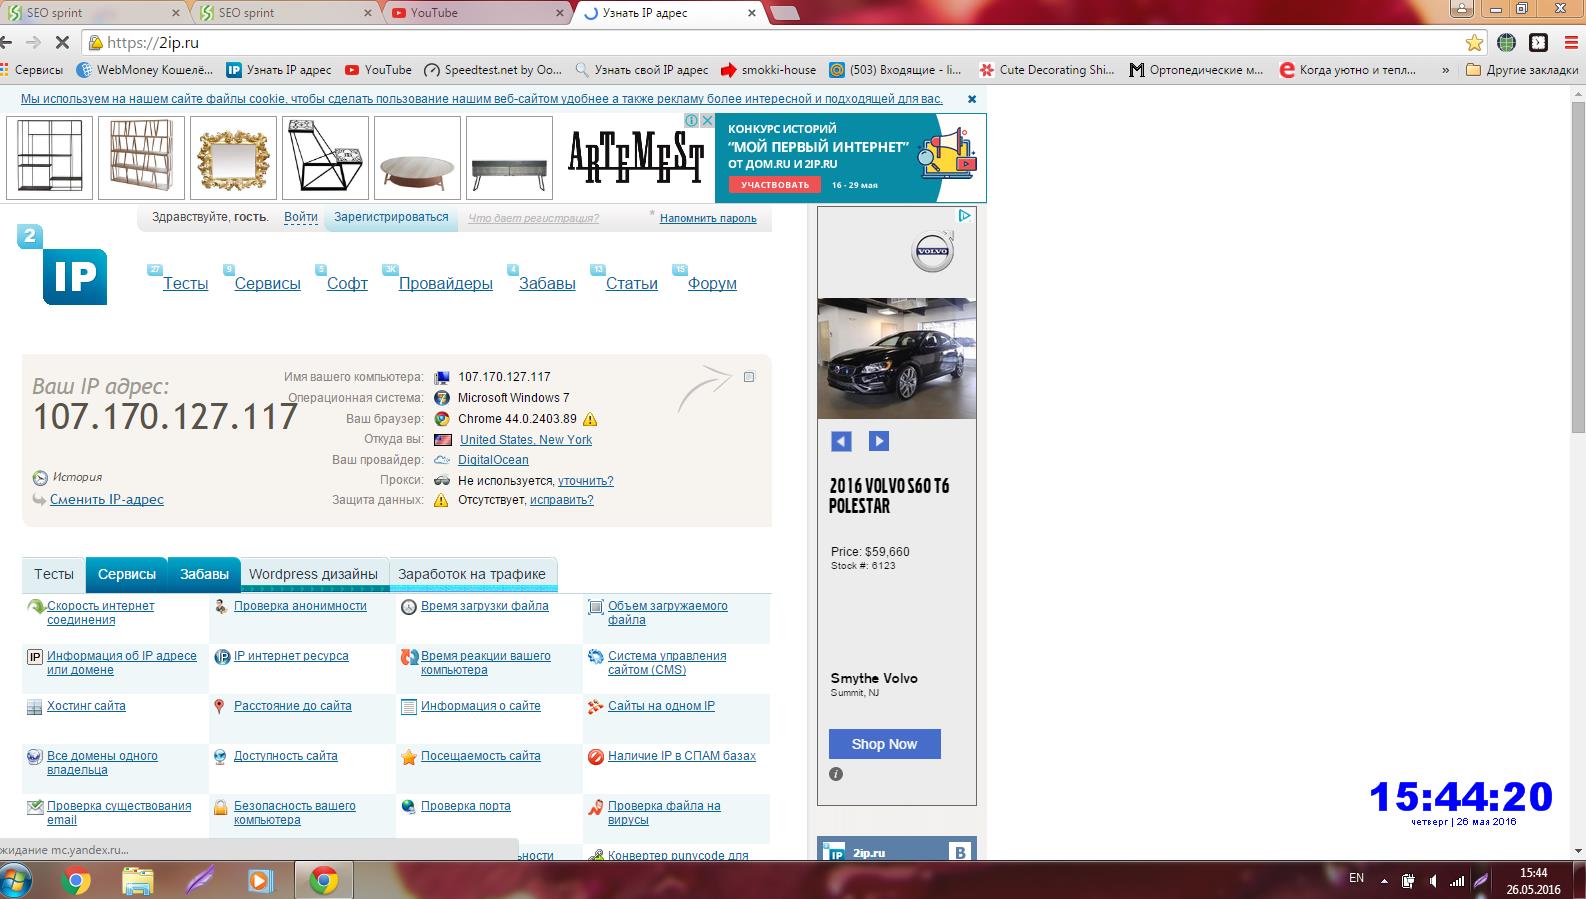 SEO sprint
SEO sprint
YouTube
Узнать IP адрес
https://2ip.ru
Сервисы
WebMoney Кошелё...
Узнать IP адрес
YouTube
Speedtest.net by Oo...
Узнать свой IP адрес
smokki-house
(503) Входящие - li...
Cute Decorating Shi...
Ортопедические м...
Когда уютно и тепл...
»
Другие закладки
Мы используем на нашем сайте файлы cookie, чтобы сделать пользование нашим веб-сайтом удобнее а также рекламу более интересной и подходящей для вас.
ARTEMEST
КОНКУРС ИСТОРИЙ
“МОЙ ПЕРВЫЙ ИНТЕРНЕТ”
ОТ ДОМ.RU И 2IP.RU
УЧАСТВОВАТЬ
16 - 29 мая
Здравствуйте, гость.
Войти
Зарегистрироваться
Что дает регистрация?
* Напомнить пароль
2
IP
27 Тесты
9 Сервисы
5 Софт
3K Провайдеры
4 Забавы
13 Статьи
15 Форум
Ваш IP адрес:
107.170.127.117
История
Сменить IP-адрес
Имя вашего компьютера: 107.170.127.117
Операционная система: Microsoft Windows 7
Ваш браузер: Chrome 44.0.2403.89
Откуда вы: United States, New York
Ваш провайдер: DigitalOcean
Прокси: Не используется, уточнить?
Защита данных: Отсутствует, исправить?
Тесты
Сервисы
Забавы
Wordpress дизайны
Заработок на трафике
Скорость интернет
соединения
Проверка анонимности
Время загрузки файла
Объем загружаемого
файла
IP
Информация об IP адресе
или домене
IP интернет ресурса
Время реакции вашего
компьютера
Система управления
сайтом (CMS)
Хостинг сайта
Расстояние до сайта
Информация о сайте
Сайты на одном IP
Все домены одного
владельца
Доступность сайта
Посещаемость сайта
Наличие IP в СПАМ базах
Проверка существования
email
Безопасность вашего
компьютера
Проверка порта
Проверка файла на
вирусы
ьности
Конвертер punycode для
жидание mc.yandex.ru...
VOLVO
2016 VOLVO S60 T6
POLESTAR
Price: $59,660
Stock #: 6123
Smythe Volvo
Summit, NJ
Shop Now
IP
2ip.ru
B
15:44:20
четверг | 26 мая 2016
EN
15:44
26.05.2016